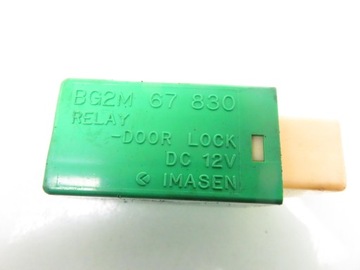 BG2M 67 830
RELAY
-DOOR LOCK
DC 12V
IMASEN